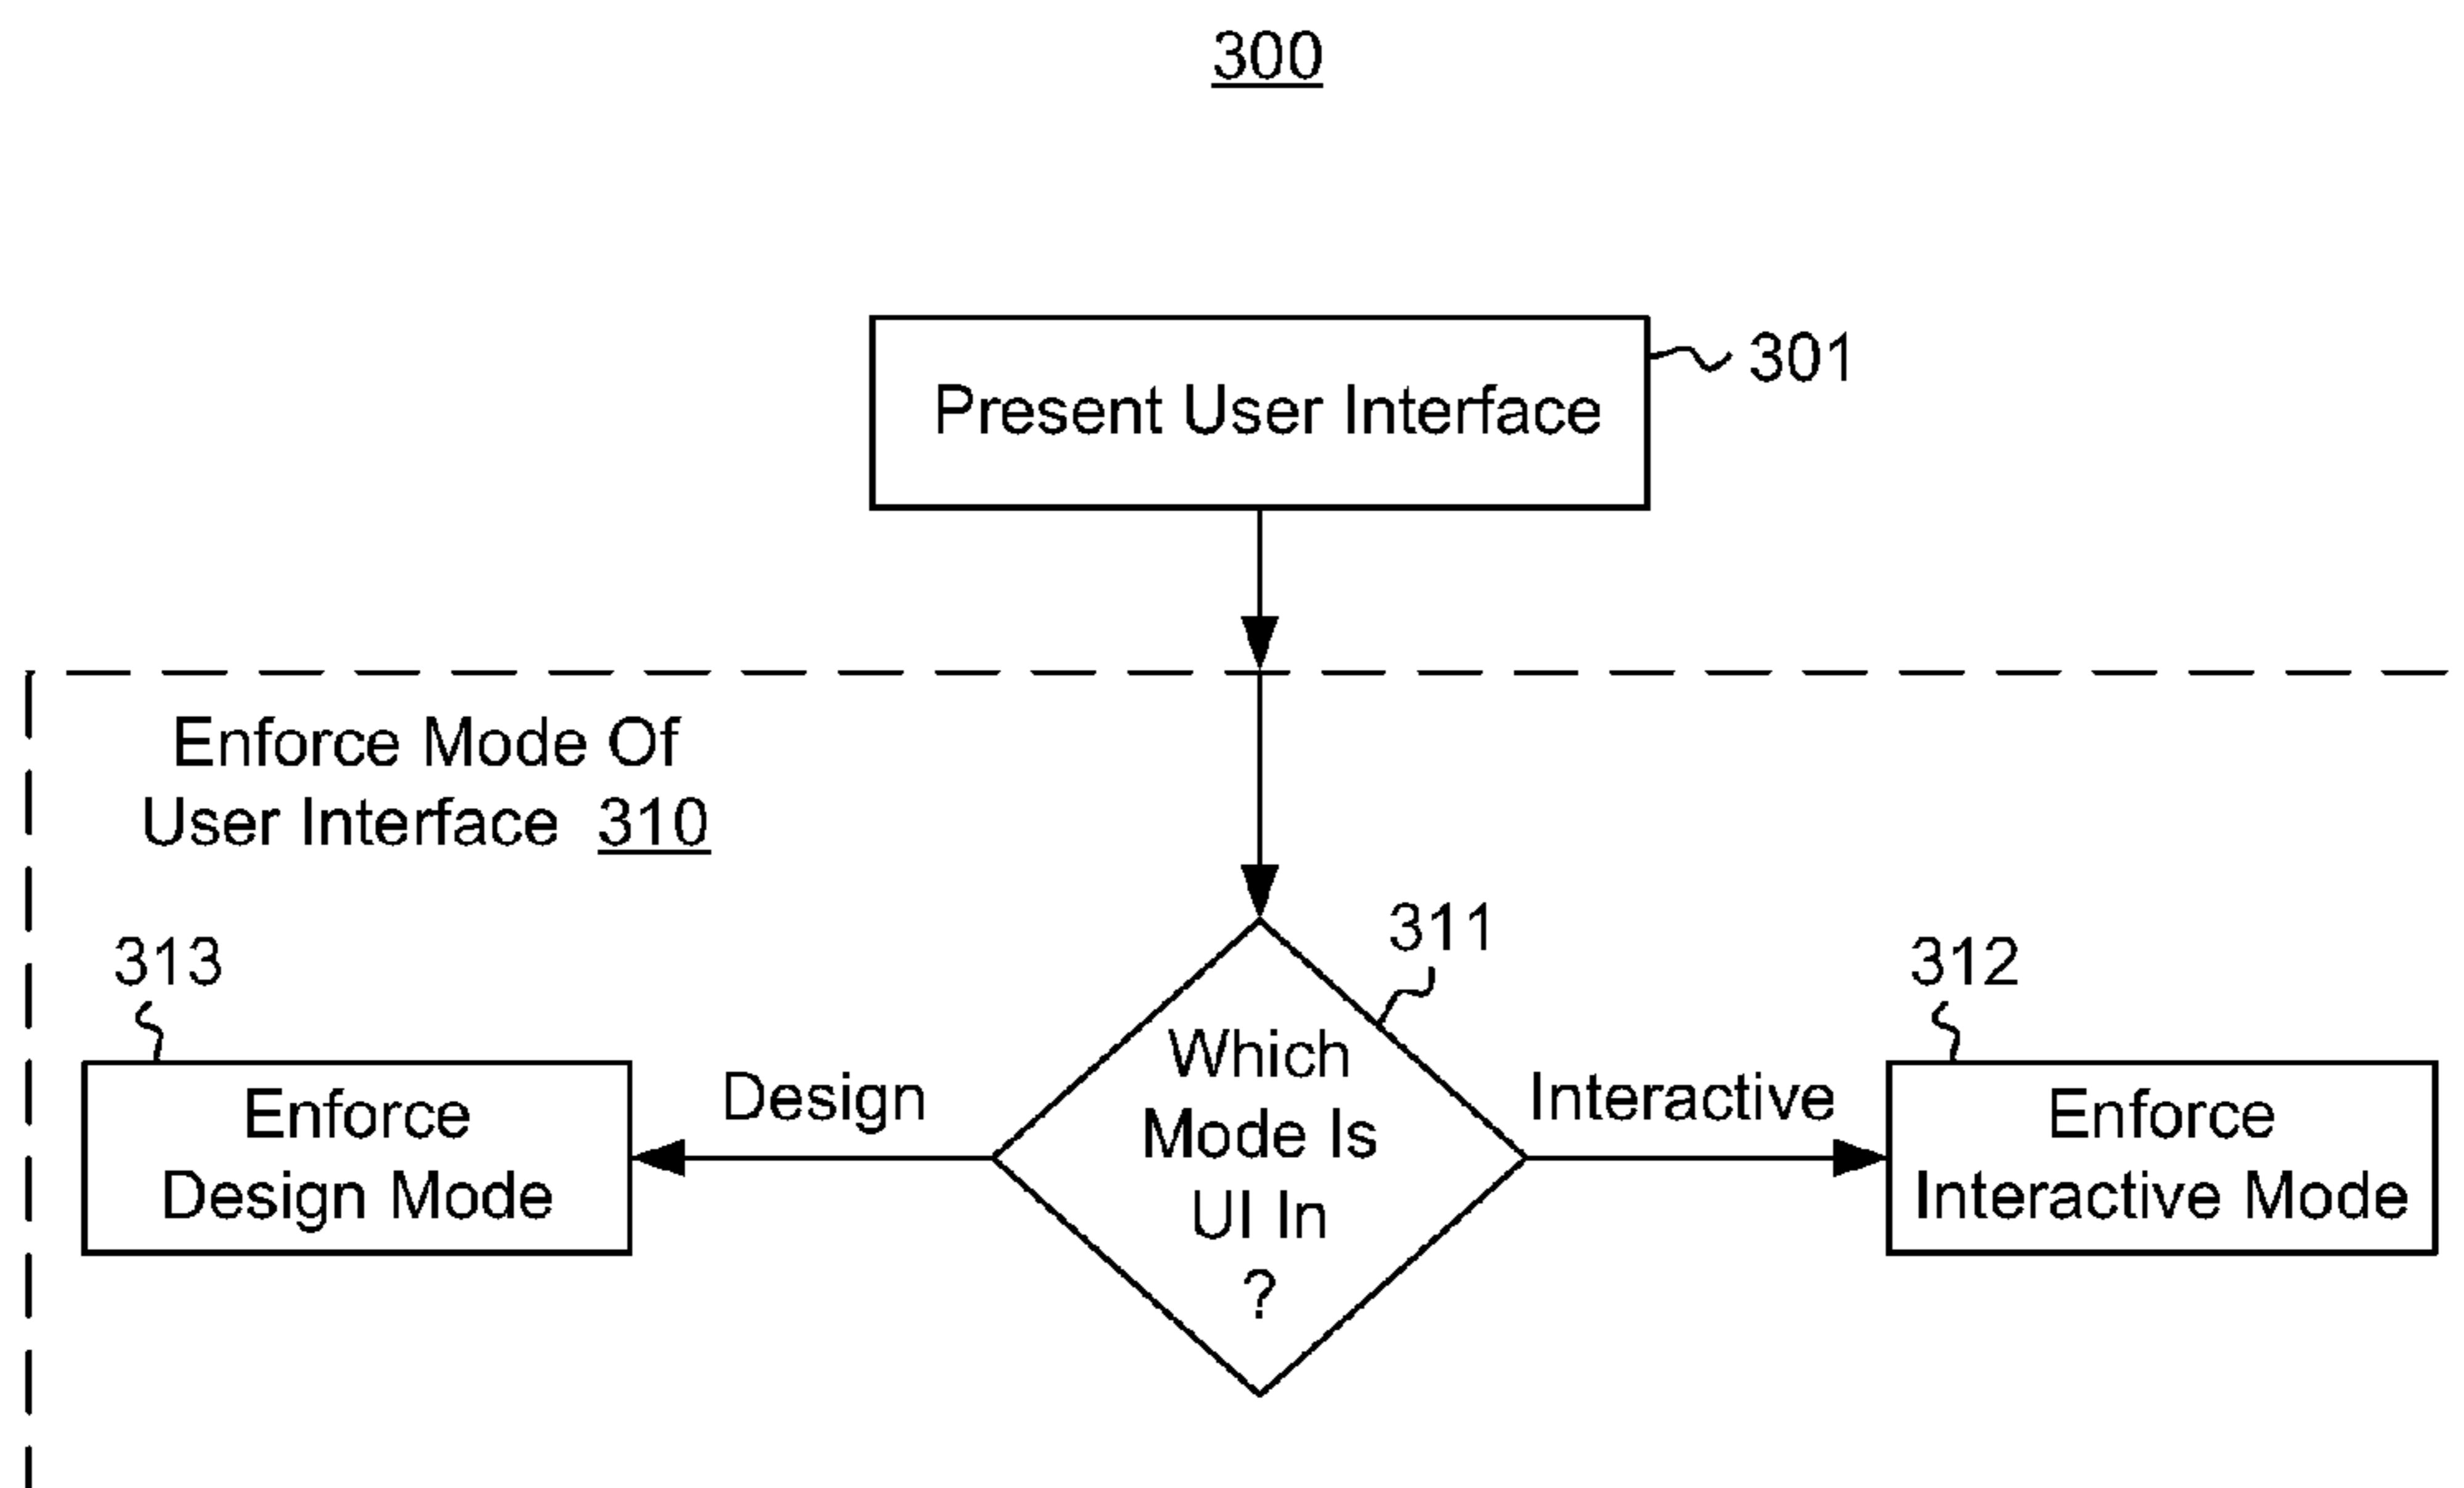 300
Present User Interface
301
Enforce Mode Of
User Interface 310
311
313
312
Which
Mode Is
UI In
?
Design
Interactive
Enforce
Design Mode
Enforce
Interactive Mode